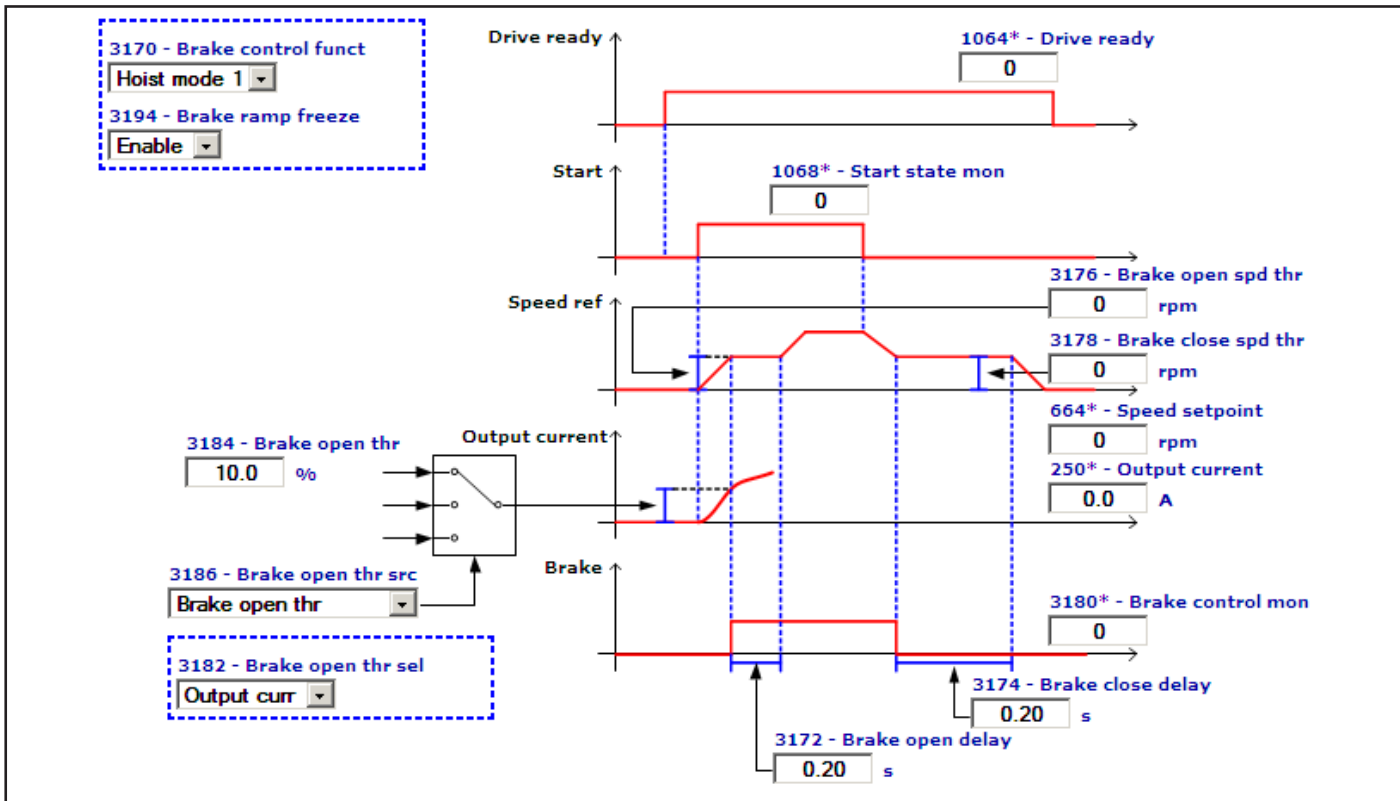 3170 - Brake control funct
Hoist mode 1
3194 - Brake ramp freeze
Enable
Drive ready
1064* - Drive ready
0
Start
1068* - Start state mon
0
Speed ref
3176 - Brake open spd thr
0 rpm
3178 - Brake close spd thr
0 rpm
664* - Speed setpoint
0 rpm
3184 - Brake open thr
10.0 %
Output current
250* - Output current
0.0 A
3186 - Brake open thr src
Brake open thr
Brake
3180* - Brake control mon
0
3182 - Brake open thr sel
Output curr
3174 - Brake close delay
0.20 s
3172 - Brake open delay
0.20 s